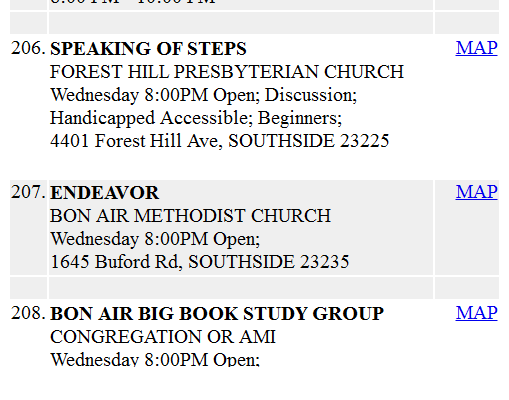 206. SPEAKING OF STEPS MAP
FOREST HILL PRESBYTERIAN CHURCH
Wednesday 8:00PM Open; Discussion;
Handicapped Accessible; Beginners;
4401 Forest Hill Ave, SOUTHSIDE 23225
207. ENDEAVOR MAP
BON AIR METHODIST CHURCH
Wednesday 8:00PM Open;
1645 Buford Rd, SOUTHSIDE 23235
208. BON AIR BIG BOOK STUDY GROUP MAP
CONGREGATION OR AMI
Wednesday 8:00PM Open;